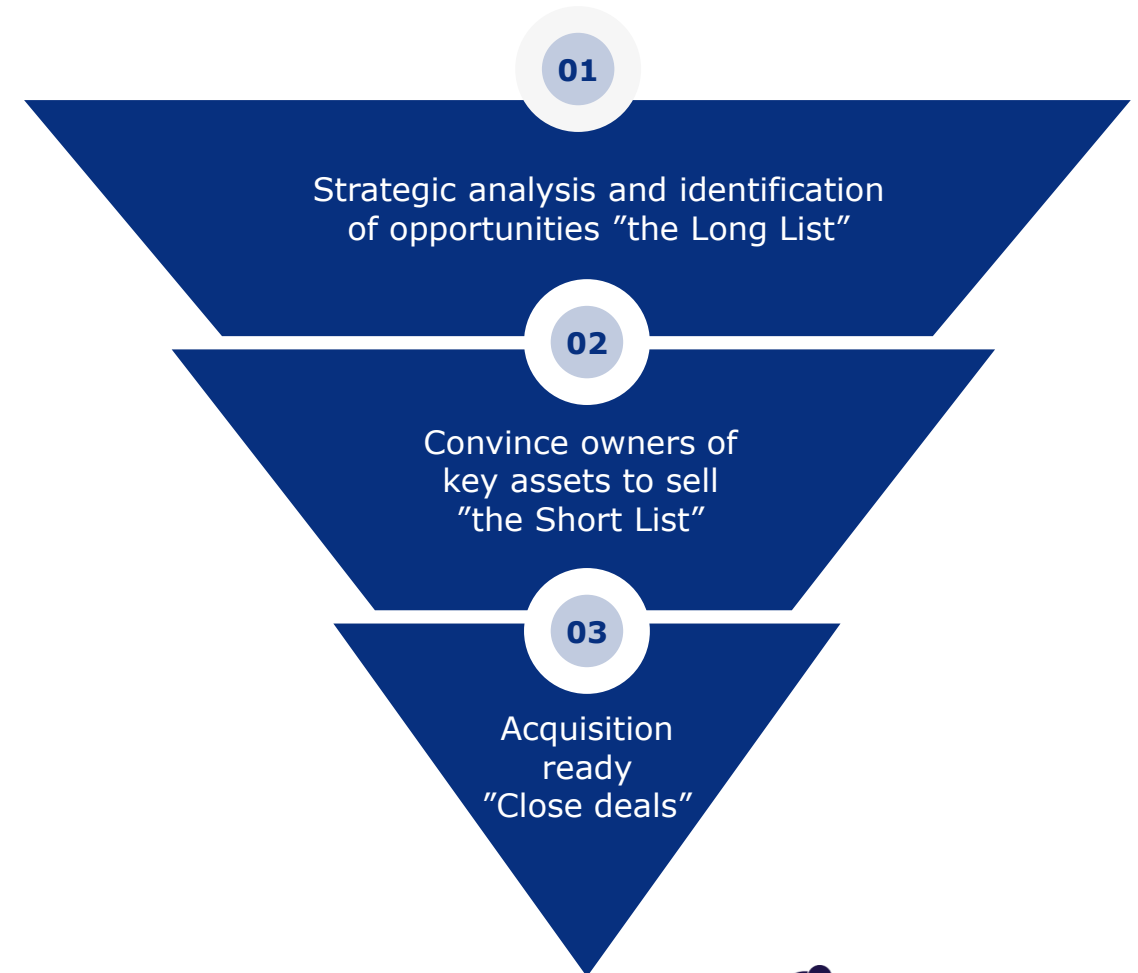 01
Strategic analysis and identification
of opportunities ”the Long List”
02
Convince owners of
key assets to sell
”the Short List”
03
Acquisition
ready
”Close deals”